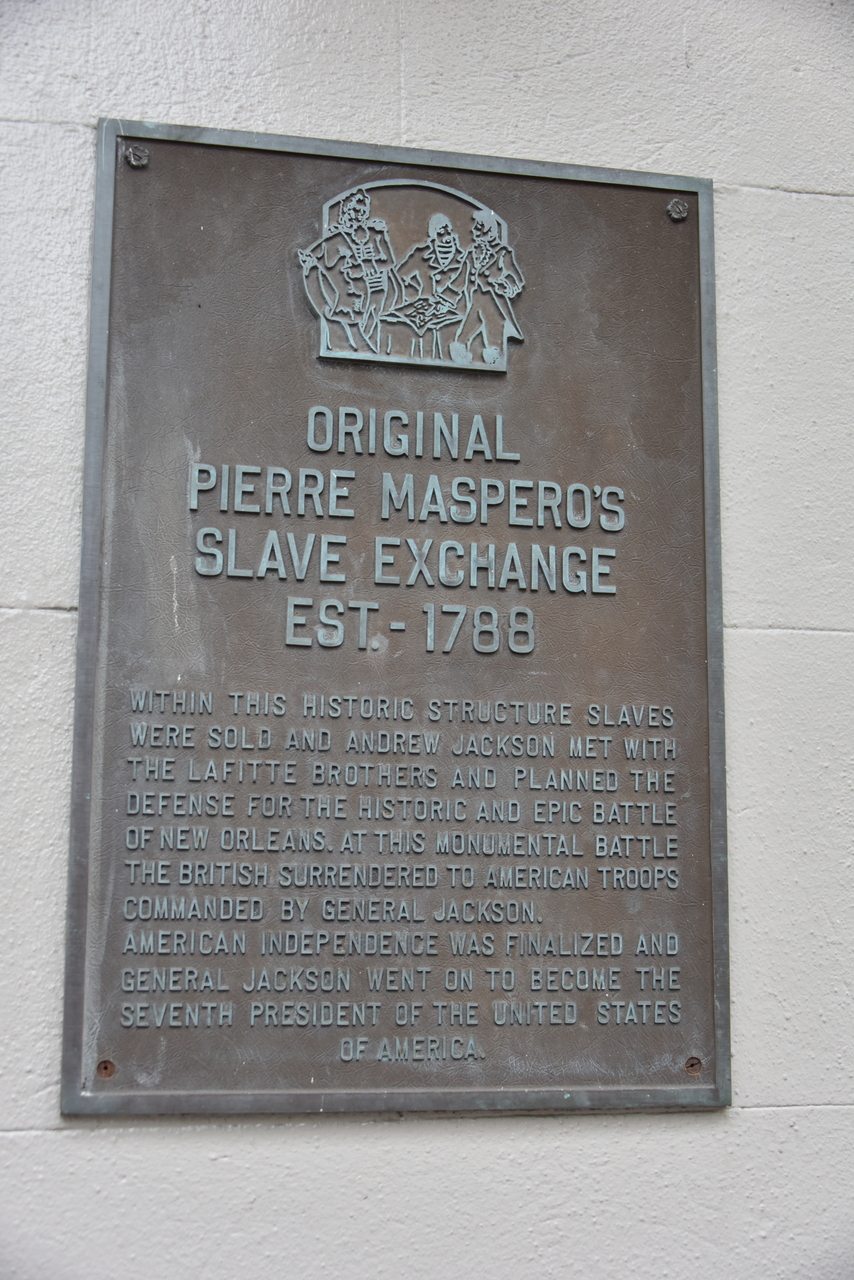 ORIGINAL
PIERRE MASPERO'S
SLAVE EXCHANGE
EST.-1788
WITHIN THIS HISTORIC STRUCTURE SLAVES
WERE SOLD AND ANDREW JACKSON MET WITH
THE LAFITTE BROTHERS AND PLANNED THE
DEFENSE FOR THE HISTORIC AND EPIC BATTLE
OF NEW ORLEANS. AT THIS MONUMENTAL BATTLE
THE BRITISH SURRENDERED TO AMERICAN TROOPS
COMMANDED BY GENERAL JACKSON.
AMERICAN INDEPENDENCE WAS FINALIZED AND
GENERAL JACKSON WENT ON TO BECOME THE
SEVENTH PRESIDENT OF THE UNITED STATES
OF AMERICA.